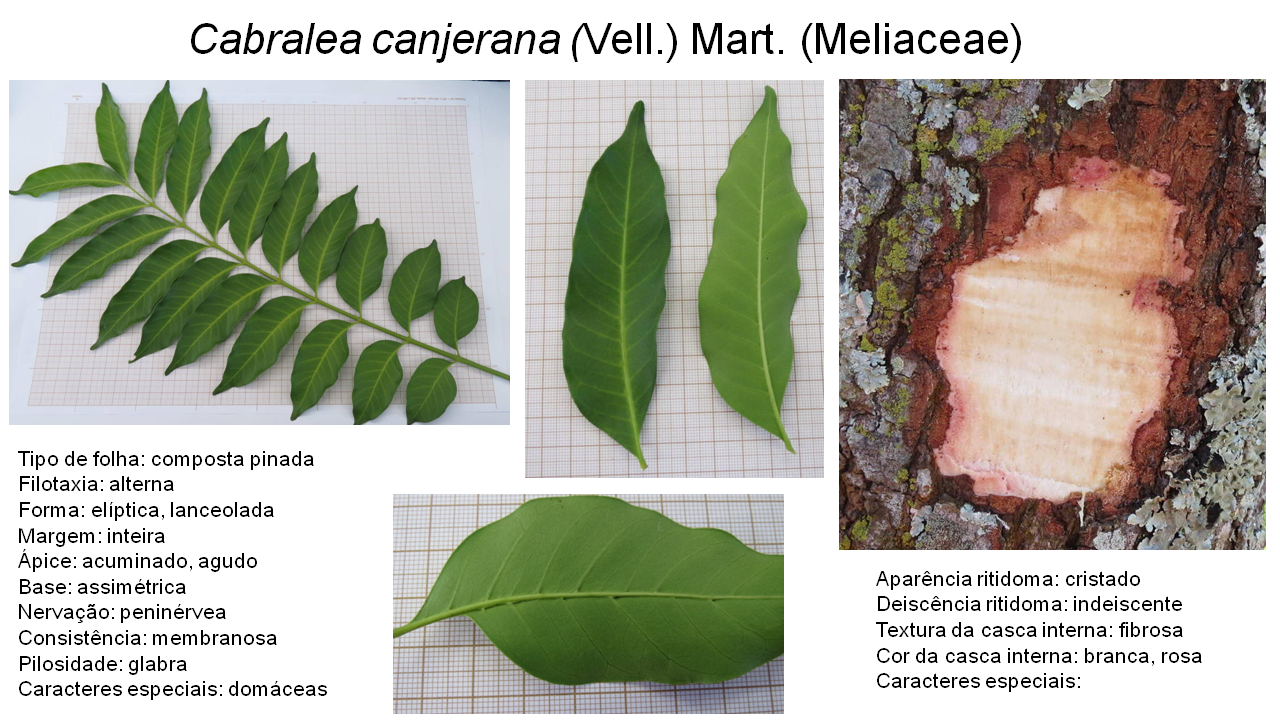 Cabralea canjerana (Vell.) Mart. (Meliaceae)
Tipo de folha: composta pinada
Filotaxia: alterna
Forma: elíptica, lanceolada
Margem: inteira
Ápice: acuminado, agudo
Base: assimétrica
Nervação: peninérvea
Consistência: membranosa
Pilosidade: glabra
Caracteres especiais: domáceas
Aparência ritidoma: cristado
Deiscência ritidoma: indeiscente
Textura da casca interna: fibrosa
Cor da casca interna: branca, rosa
Caracteres especiais: